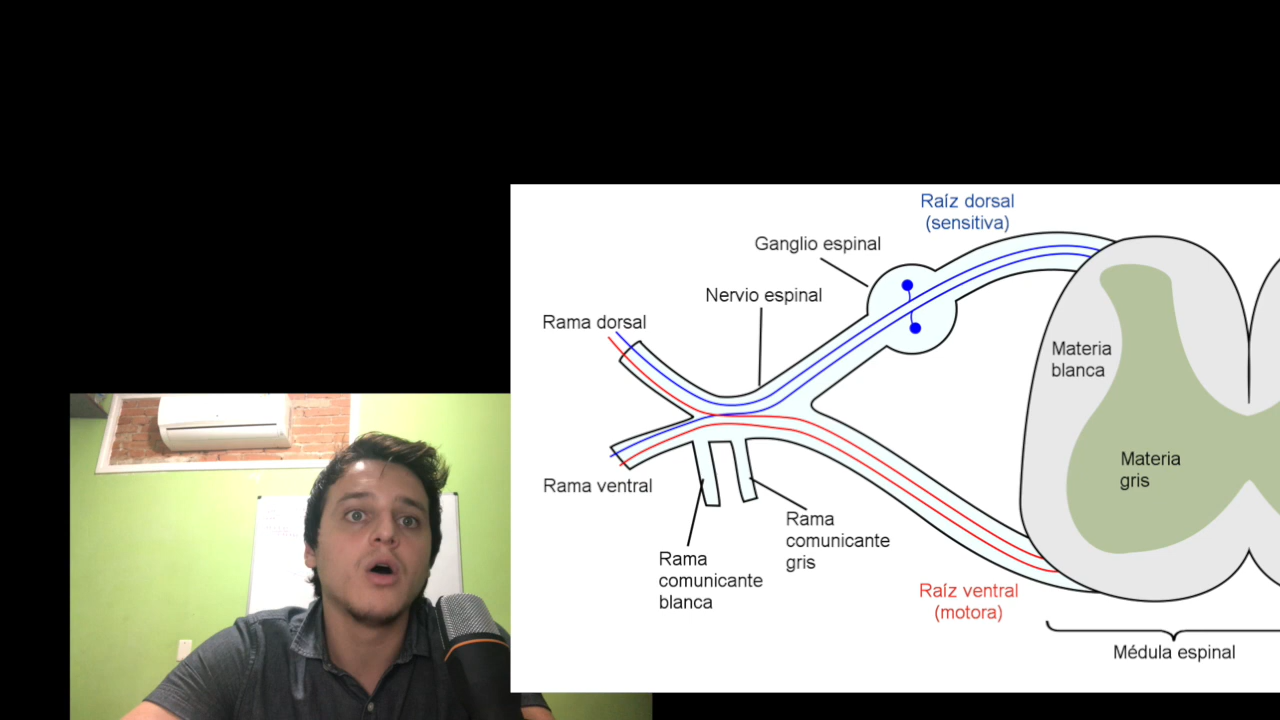 Raíz dorsal
(sensitiva)
Ganglio espinal
Nervio espinal
Rama dorsal
Materia
blanca
Materia
gris
Rama ventral
Rama
comunicante
gris
Rama
comunicante
blanca
Raíz ventral
(motora)
Médula espinal